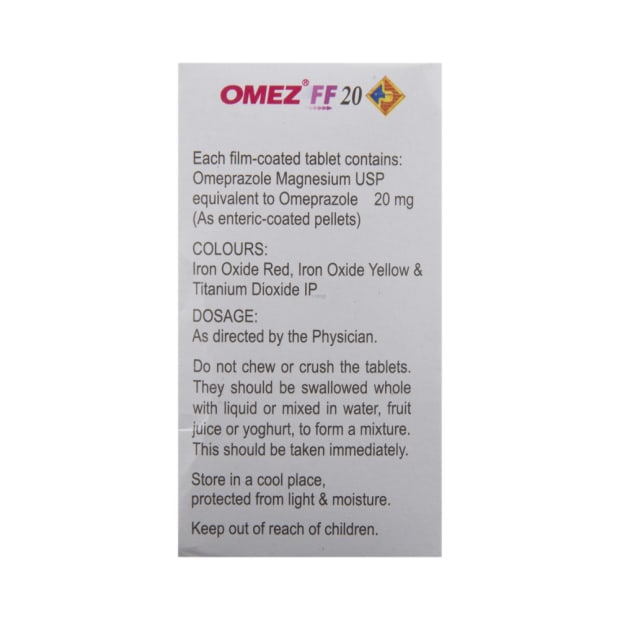 OMEZ® FF 20
Each film-coated tablet contains:
Omeprazole Magnesium USP
equivalent to Omeprazole 20 mg
(As enteric-coated pellets)
COLOURS:
Iron Oxide Red, Iron Oxide Yellow &
Titanium Dioxide IP
DOSAGE:
As directed by the Physician.
Do not chew or crush the tablets.
They should be swallowed whole
with liquid or mixed in water, fruit
juice or yoghurt, to form a mixture.
This should be taken immediately.
Store in a cool place,
protected from light & moisture.
Keep out of reach of children.